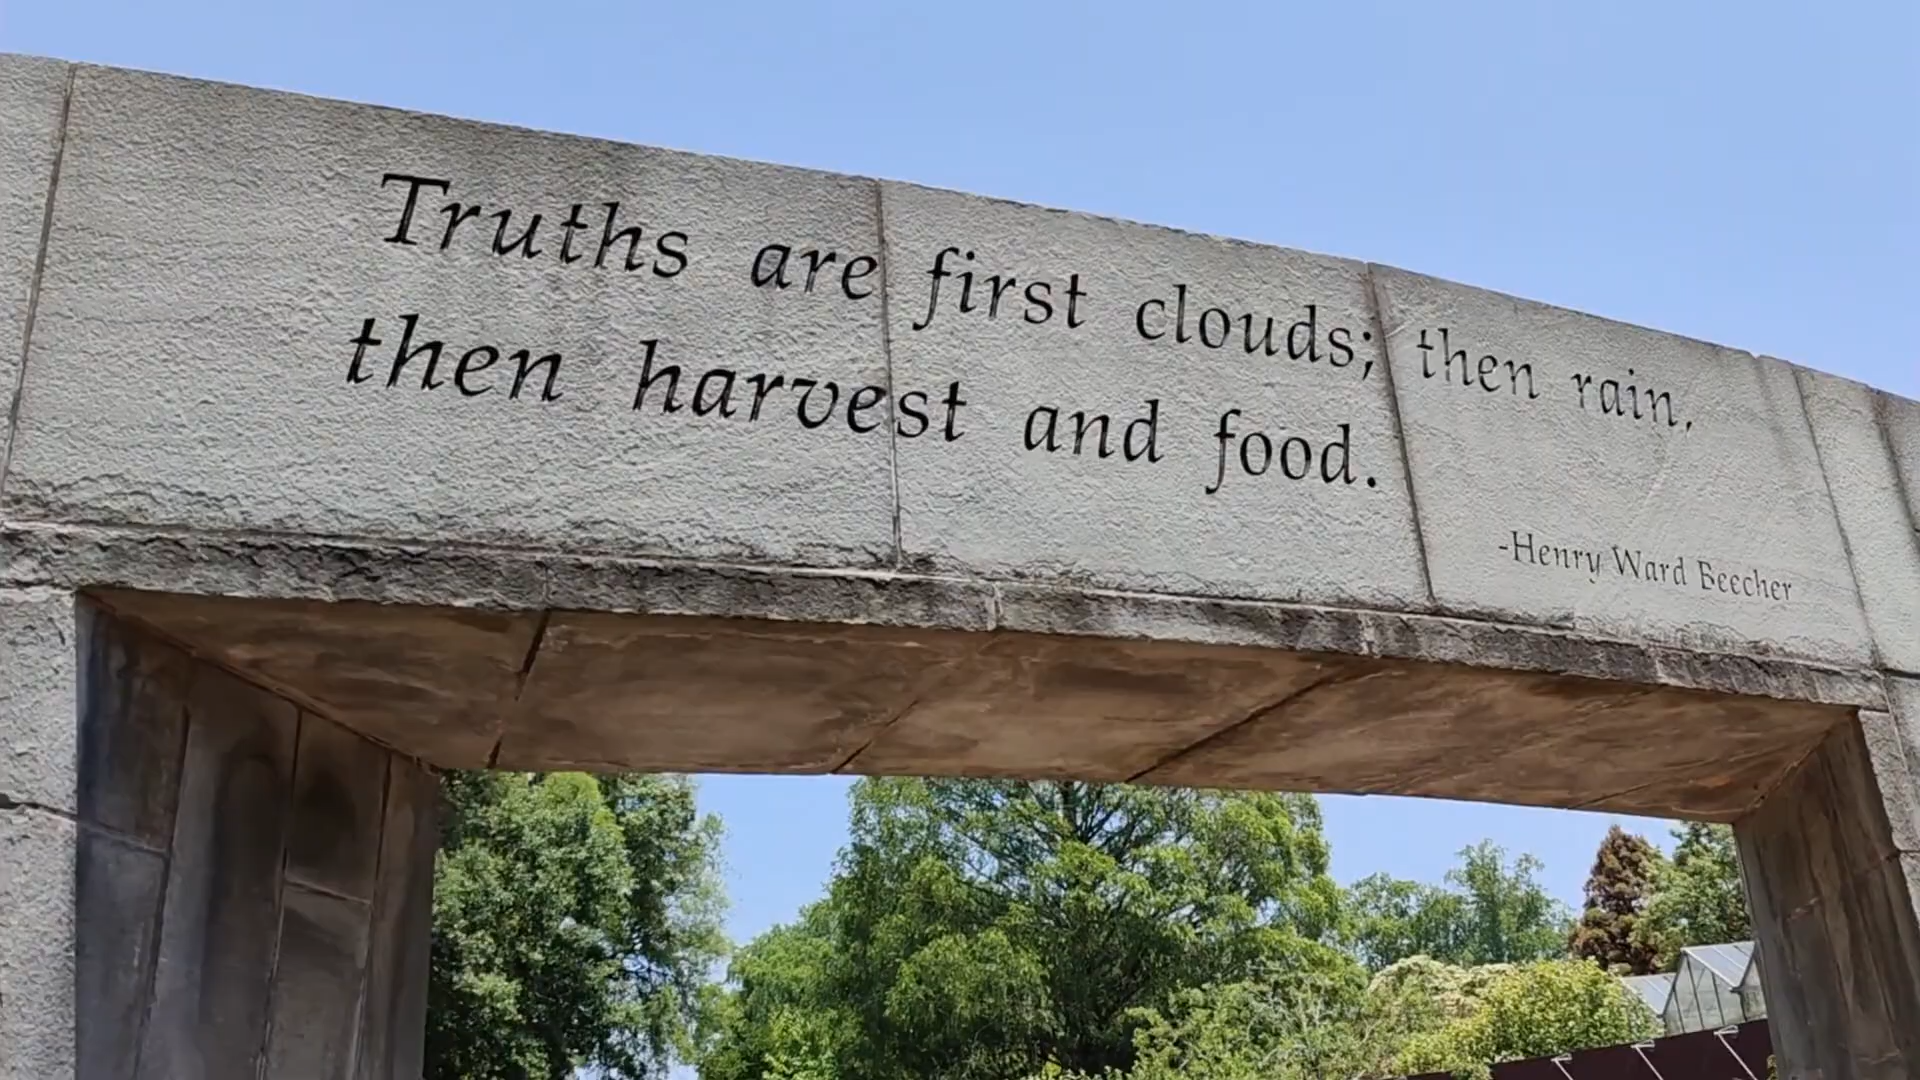 Truths are first clouds; then rain,
then harvest and food.
-Henry Ward Beecher